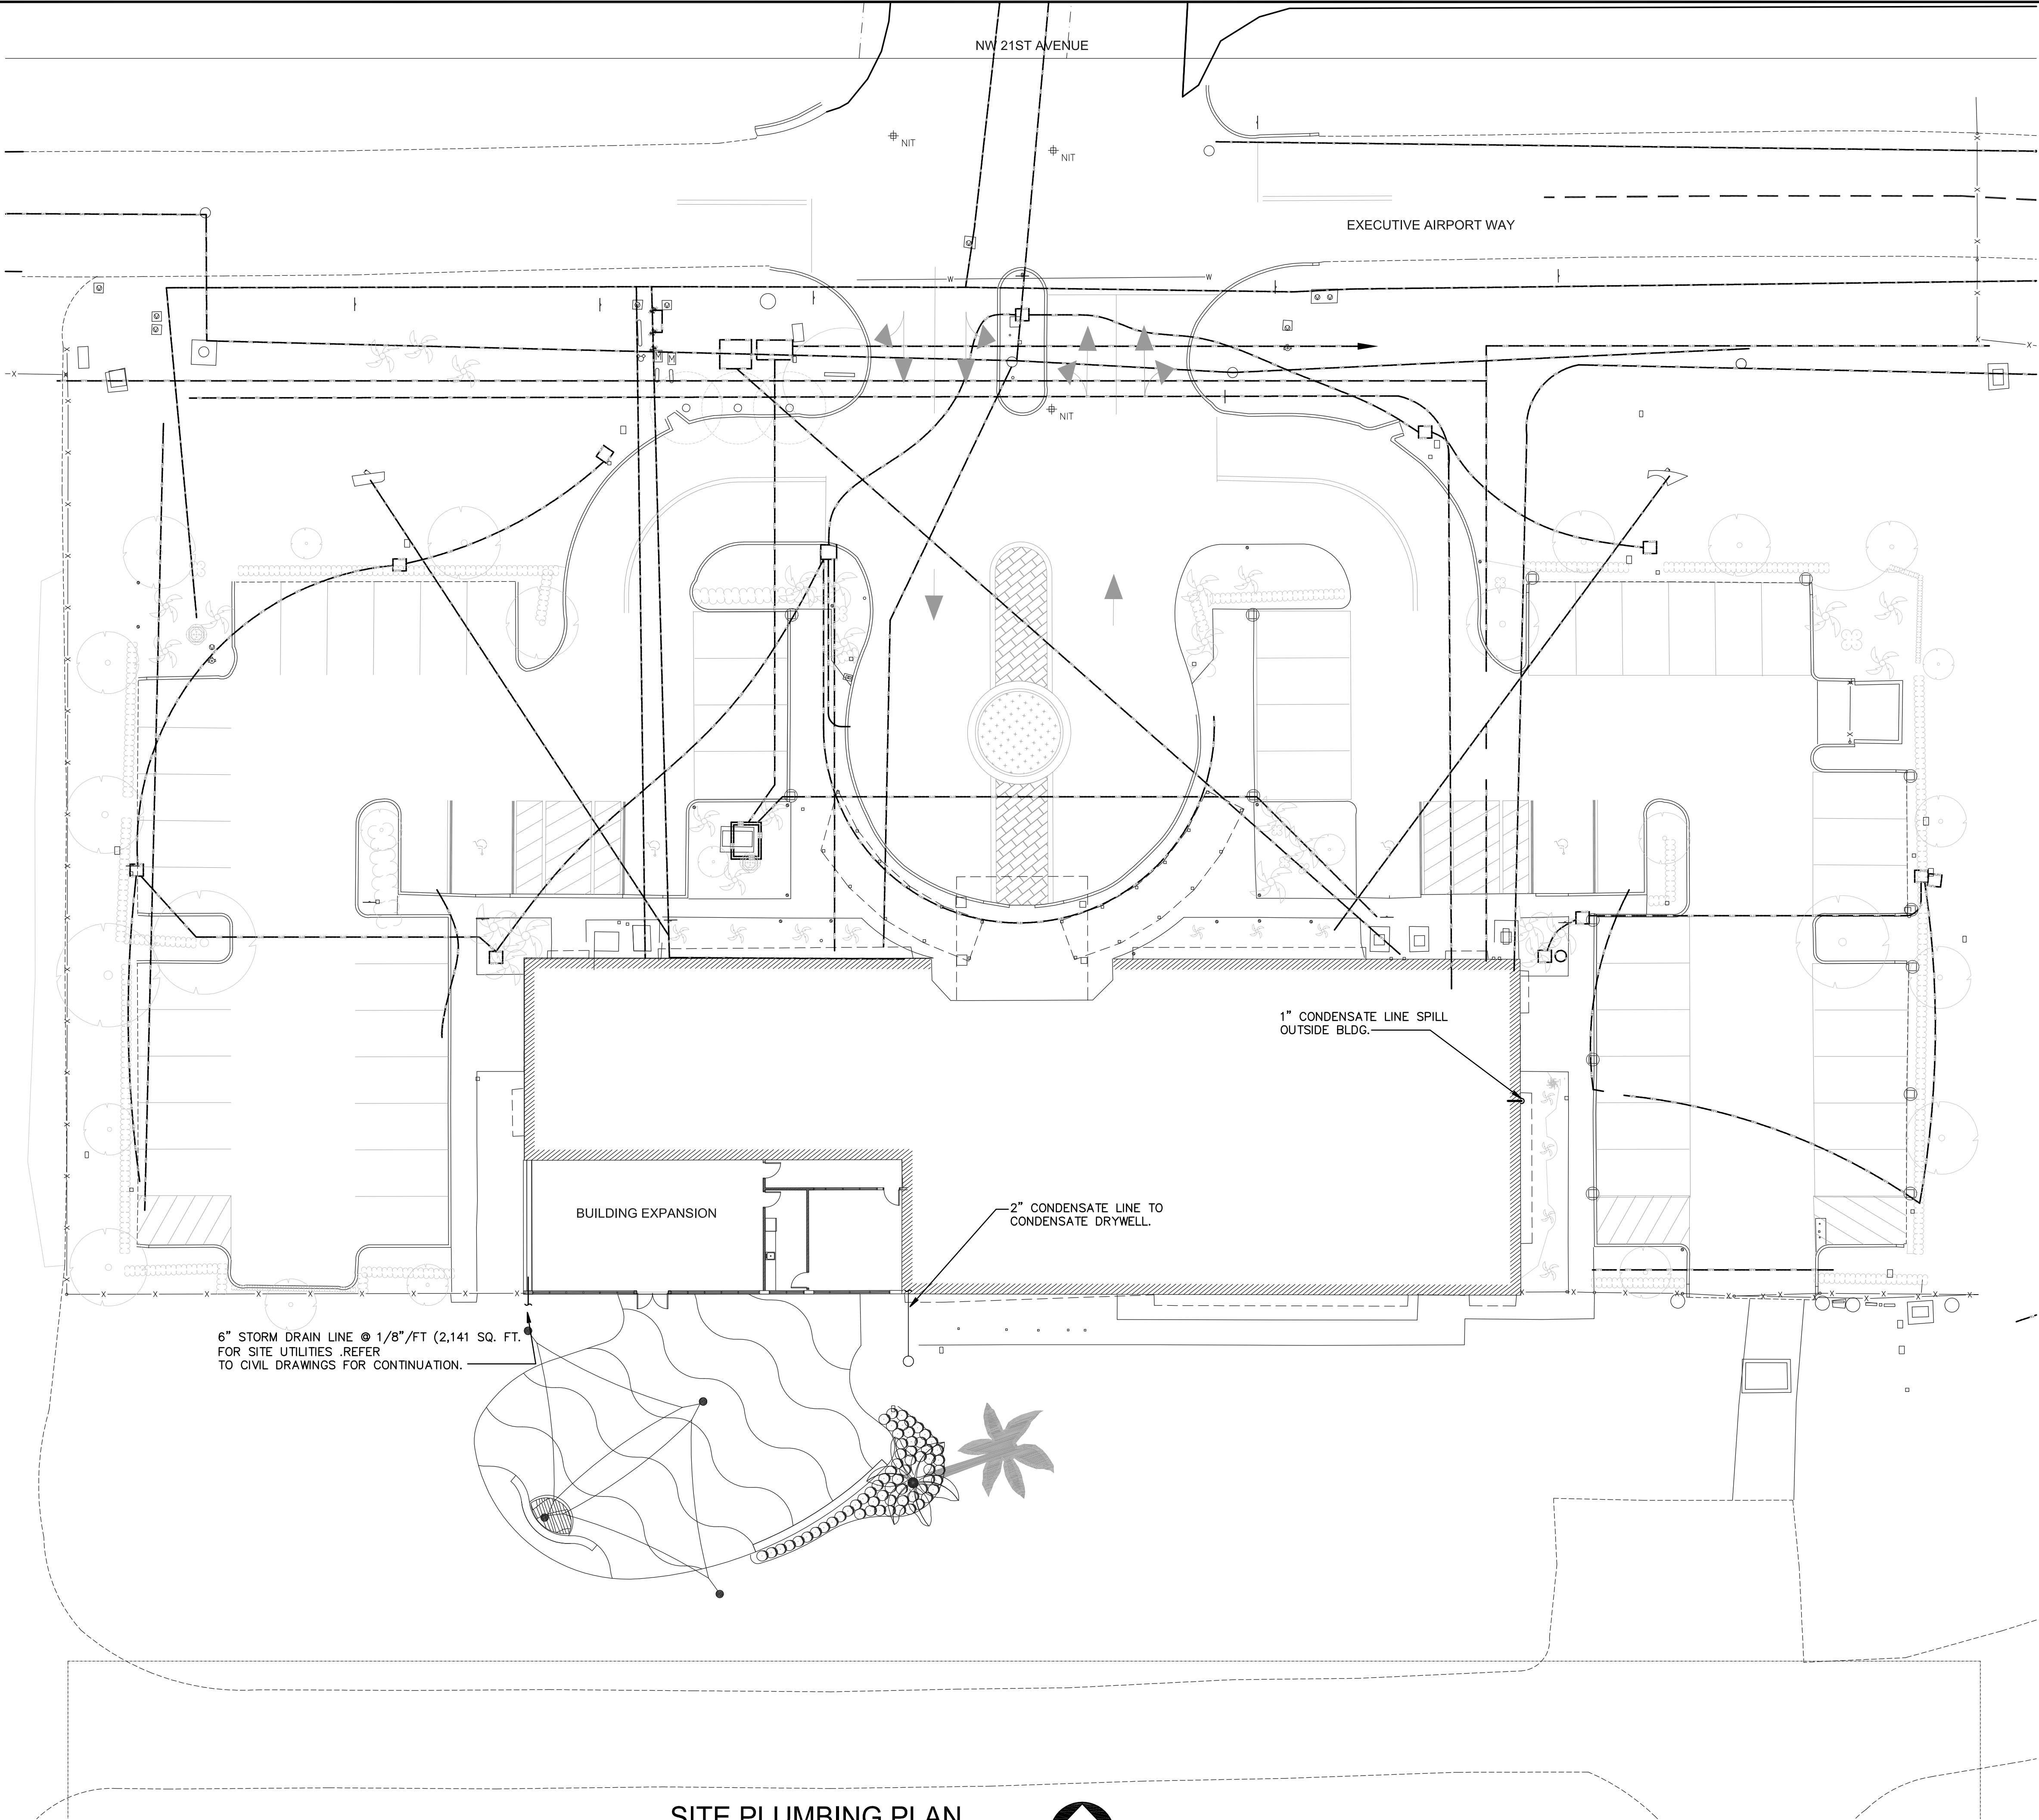 NW 21ST AVENUE
NIT
NIT
EXECUTIVE AIRPORT WAY
W
W
M
M
NIT
1" CONDENSATE LINE SPILL
OUTSIDE BLDG.
BUILDING EXPANSION
2" CONDENSATE LINE TO
CONDENSATE DRYWELL.
6" STORM DRAIN LINE @ 1/8"/FT (2,141 SQ. FT.
FOR SITE UTILITIES .REFER
TO CIVIL DRAWINGS FOR CONTINUATION.
SITE PLUMBING PLAN